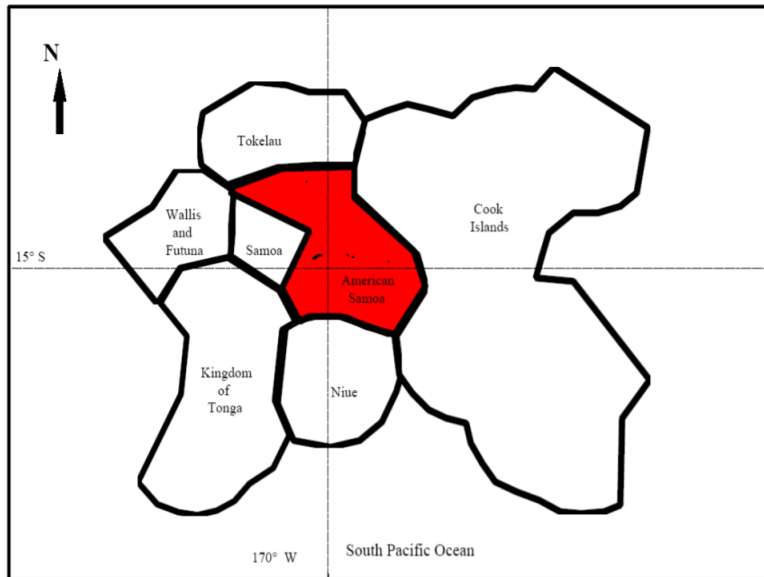 N
Tokelau
Wallis
and
Futuna
Samoa
Cook
Islands
15° S
American
Samoa
Kingdom
of
Tonga
Niue
170° W
South Pacific Ocean